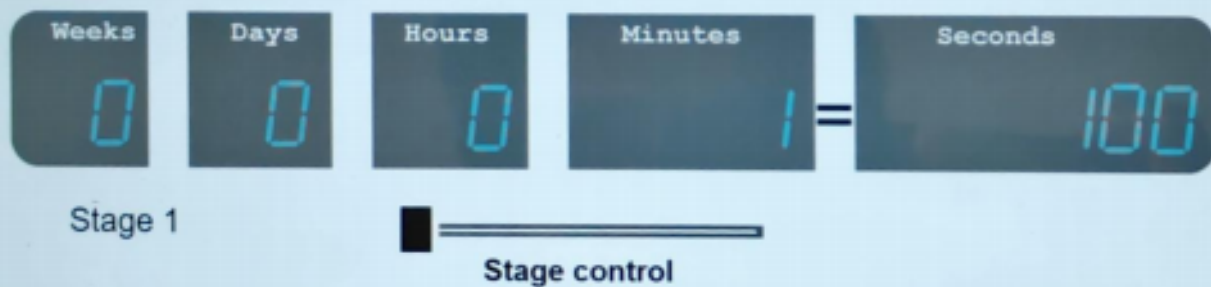 Weeks Days Hours Minutes Seconds
0 0 0 1 = 100
Stage 1
Stage control